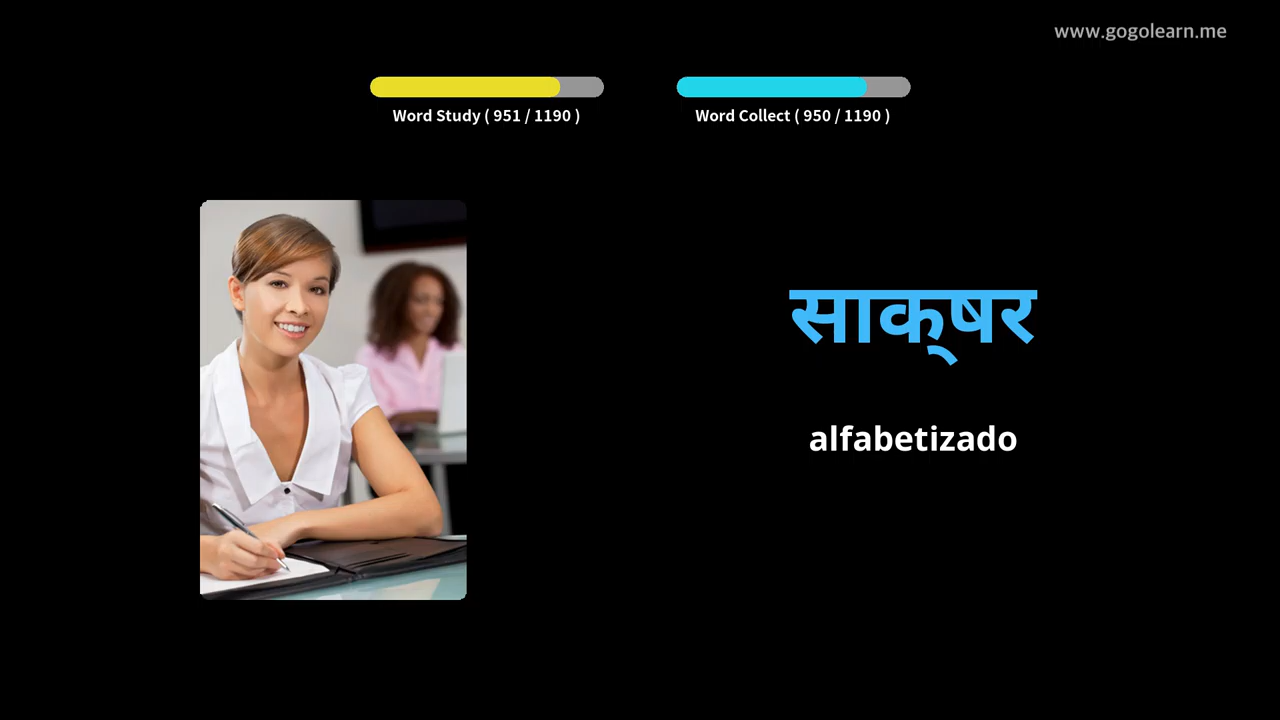 www.gogolearn.me
Word Study ( 951 / 1190 )
Word Collect ( 950 / 1190 )
साक्षर
alfabetizado